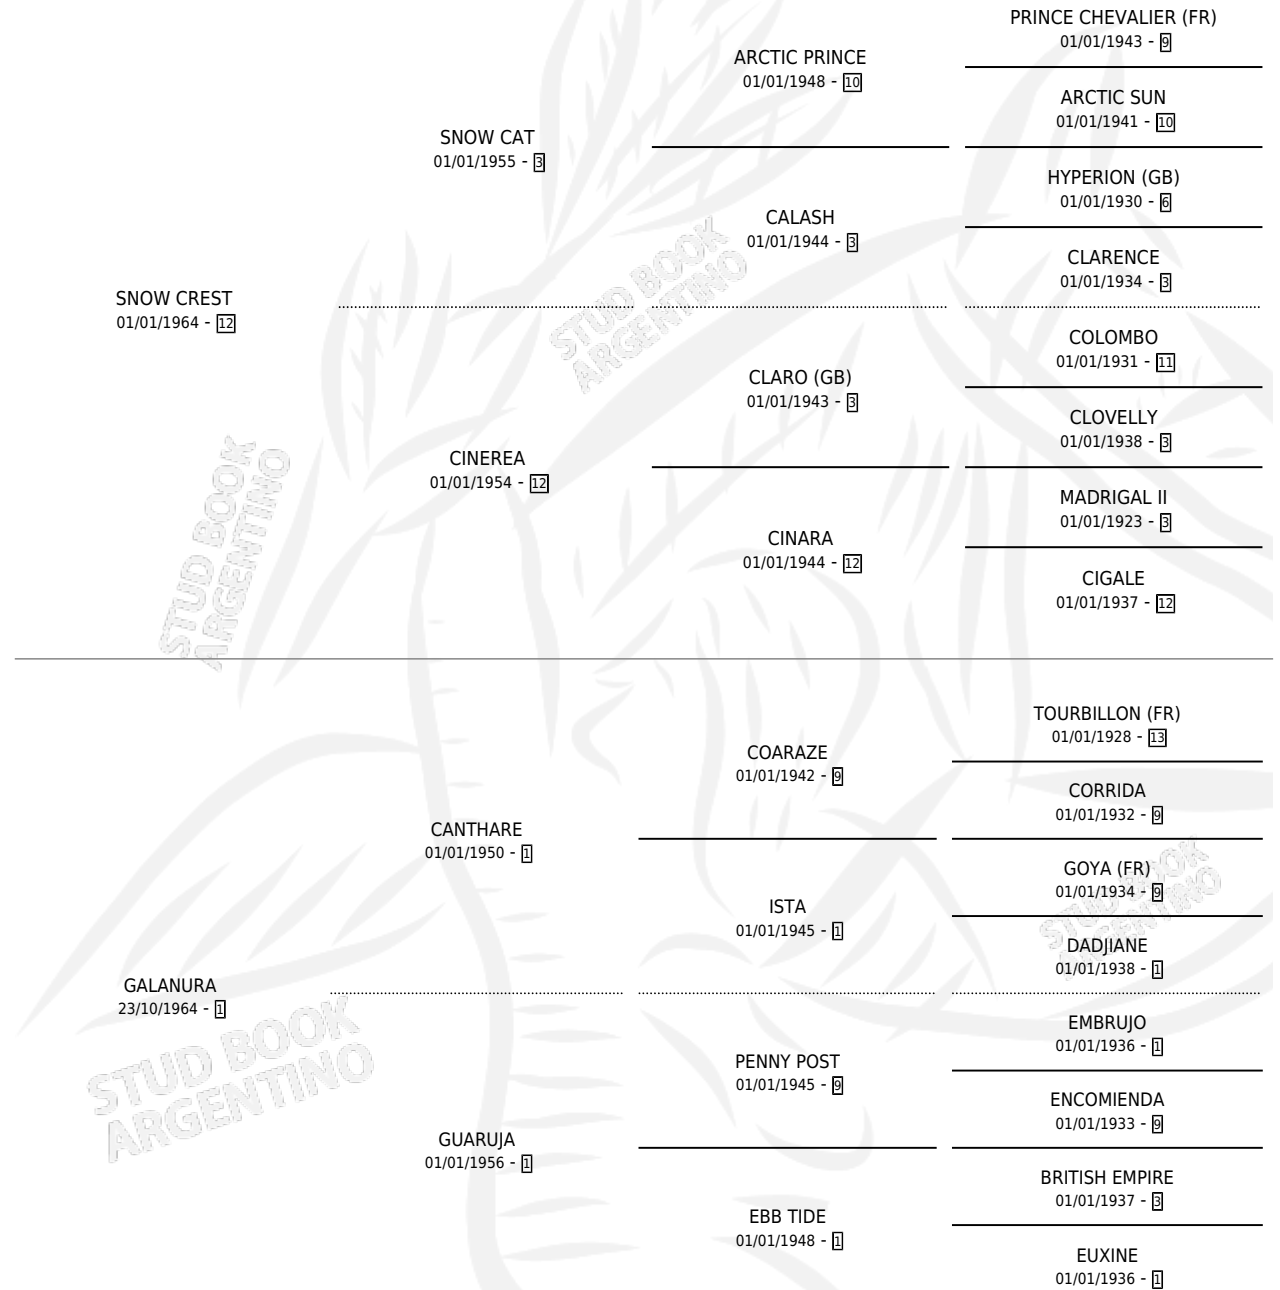 PRINCE CHEVALIER (FR)
01/01/1943 - 9
ARCTIC PRINCE
01/01/1948 - 10
ARCTIC SUN
01/01/1941 - 10
SNOW CAT
01/01/1955 - 3
HYPERION (GB)
01/01/1930 - 6
CALASH
01/01/1944 - 3
CLARENCE
01/01/1934 - 3
STUD BOOK
ARGENTINO
SNOW CREST
01/01/1964 - 12
COLOMBO
01/01/1931 - 11
CLARO (GB)
01/01/1943 - 3
CLOVELLY
01/01/1938 - 3
CINEREA
01/01/1954 - 12
MADRIGAL II
01/01/1923 - 3
CINARA
01/01/1944 - 12
CIGALE
01/01/1937 - 12
STUD BOOK
ARGENTINO
TOURBILLON (FR)
01/01/1928 - 13
COARAZE
01/01/1942 - 9
CORRIDA
01/01/1932 - 9
CANTHARE
01/01/1950 - 1
GOYA (FR)
01/01/1934 - 9
ISTA
01/01/1945 - 1
DADJIANE
01/01/1938 - 1
STUD BOOK
ARGENTINO
GALANURA
23/10/1964 - 1
EMBRUJO
01/01/1936 - 1
PENNY POST
01/01/1945 - 9
ENCOMIENDA
01/01/1933 - 9
STUD BOOK
ARGENTINO
GUARUJA
01/01/1956 - 1
BRITISH EMPIRE
01/01/1937 - 3
EBB TIDE
01/01/1948 - 1
EUXINE
01/01/1936 - 1